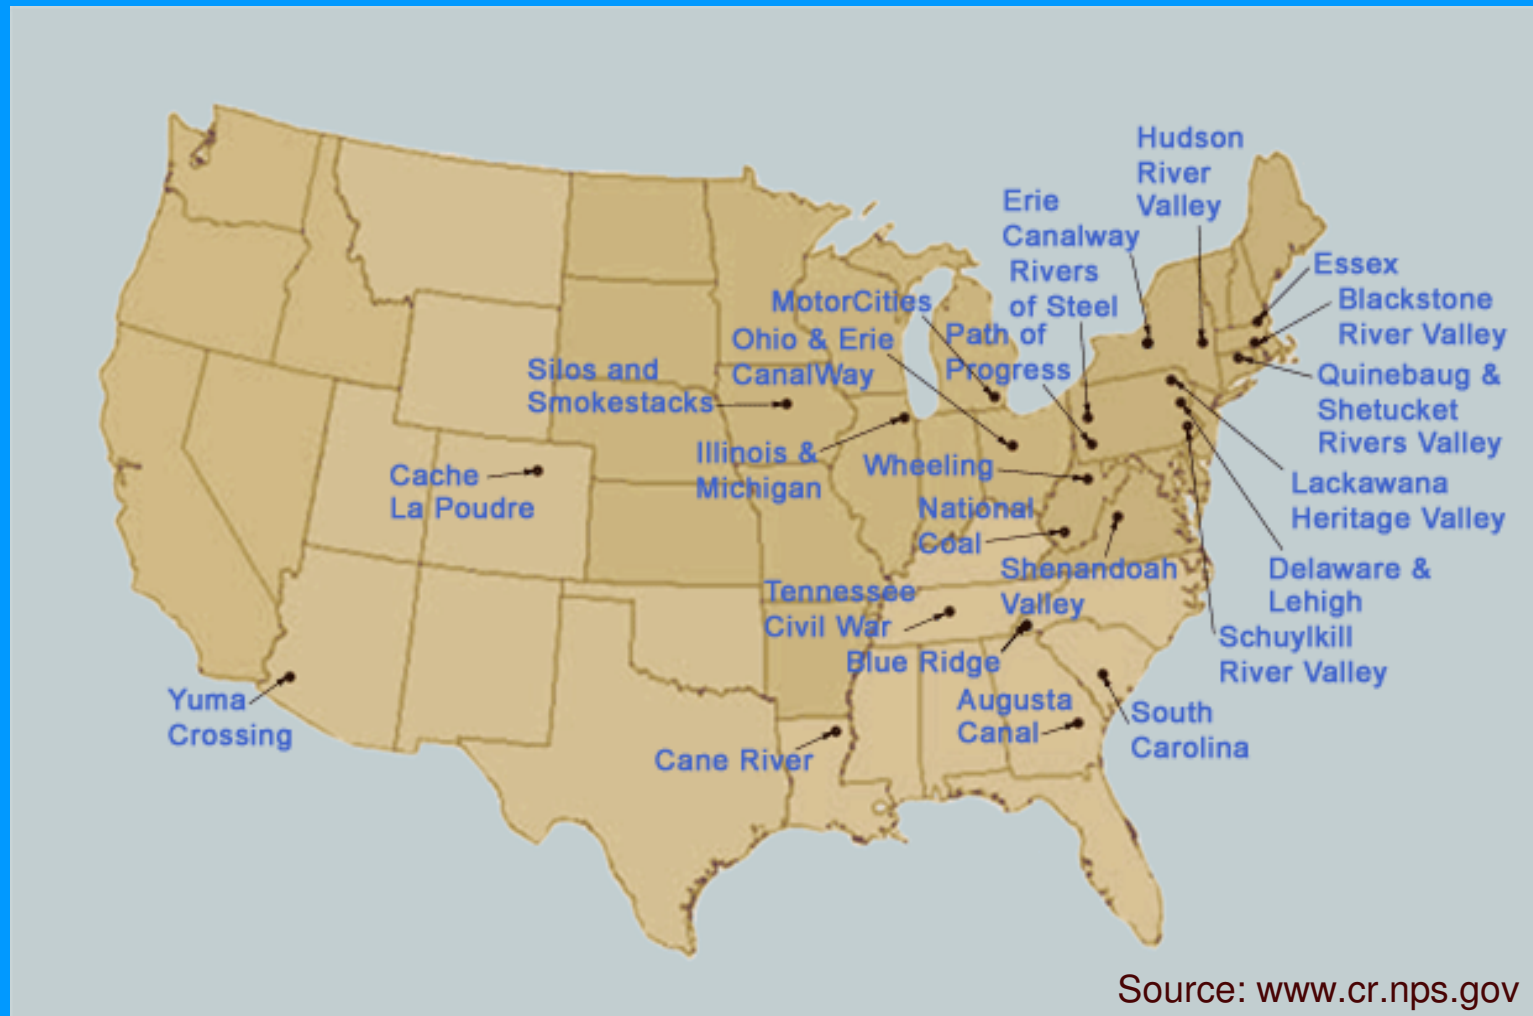 Hudson
River
Valley
Erie
Canalway
Rivers
of Steel
Essex
Blackstone
River Valley
MotorCities
Path of
Progress
Ohio & Erie
CanalWay
Silos and
Smokestacks
Quinebaug &
Shetucket
Rivers Valley
Illinois &
Michigan
Wheeling
Cache
La Poudre
Lackawana
Heritage Valley
National
Coal
Shenandoah
Valley
Delaware &
Lehigh
Tennessee
Civil War
Schuylkill
River Valley
Blue Ridge
Yuma
Crossing
Augusta
Canal
South
Carolina
Cane River
Source: www.cr.nps.gov